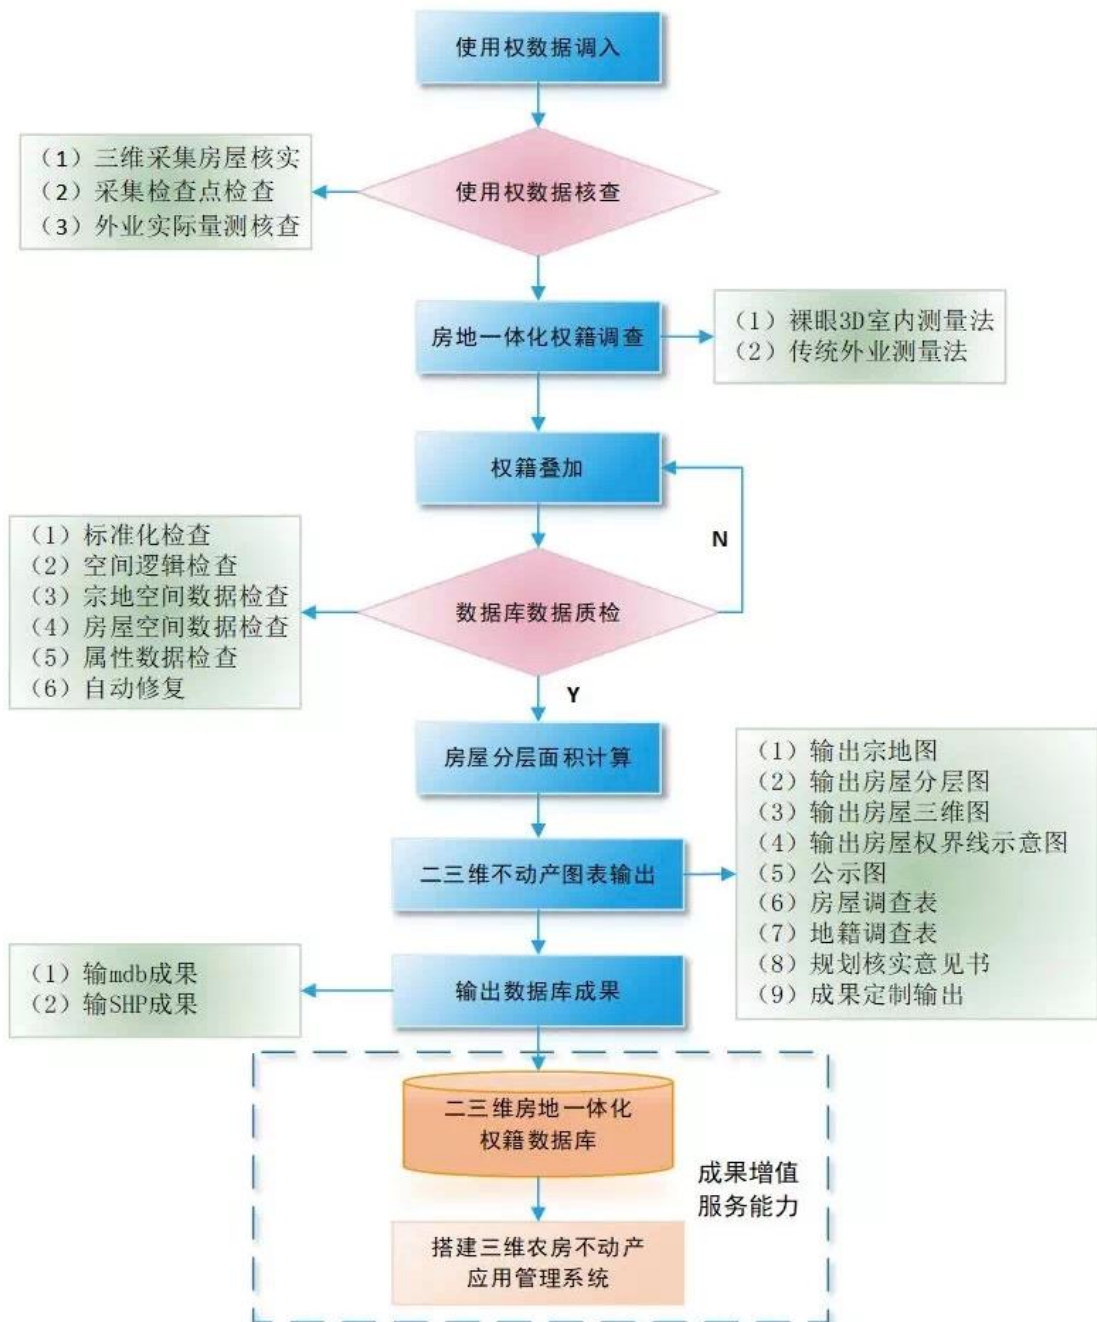 使用权数据调入
（1）三维采集房屋核实
（2）采集检查点检查
（3）外业实际量测核查
使用权数据核查
房地一体化权籍调查
（1）裸眼3D室内测量法
（2）传统外业测量法
权籍叠加
N
（1）标准化检查
（2）空间逻辑检查
（3）宗地空间数据检查
（4）房屋空间数据检查
（5）属性数据检查
（6）自动修复
数据库数据质检
Y
房屋分层面积计算
（1）输出宗地图
（2）输出房屋分层图
（3）输出房屋三维图
（4）输出房屋权界线示意图
（5）公示图
（6）房屋调查表
（7）地籍调查表
（8）规划核实意见书
（9）成果定制输出
二三维不动产图表输出
（1）输mdb成果
（2）输SHP成果
输出数据库成果
二三维房地一体化
权籍数据库
成果增值
服务能力
搭建三维农房不动产
应用管理系统